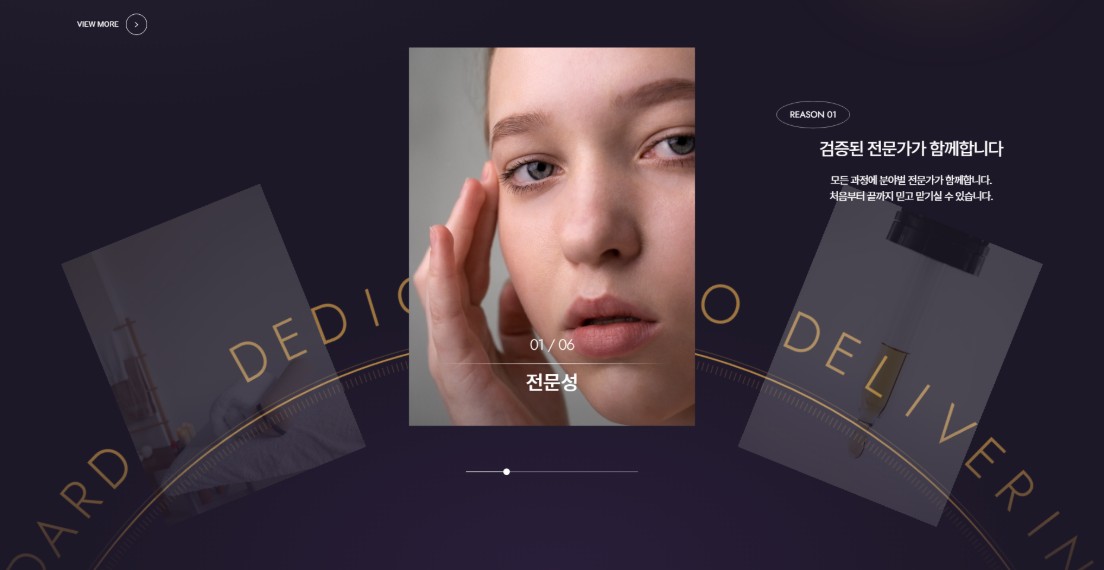 VIEW MORE
REASON 01
검증된 전문가가 함께합니다
모든 과정에 분야별 전문가가 함께합니다.
처음부터 끝까지 믿고 맡기실 수 있습니다.
DELIVERIN
01 / 06
전문성